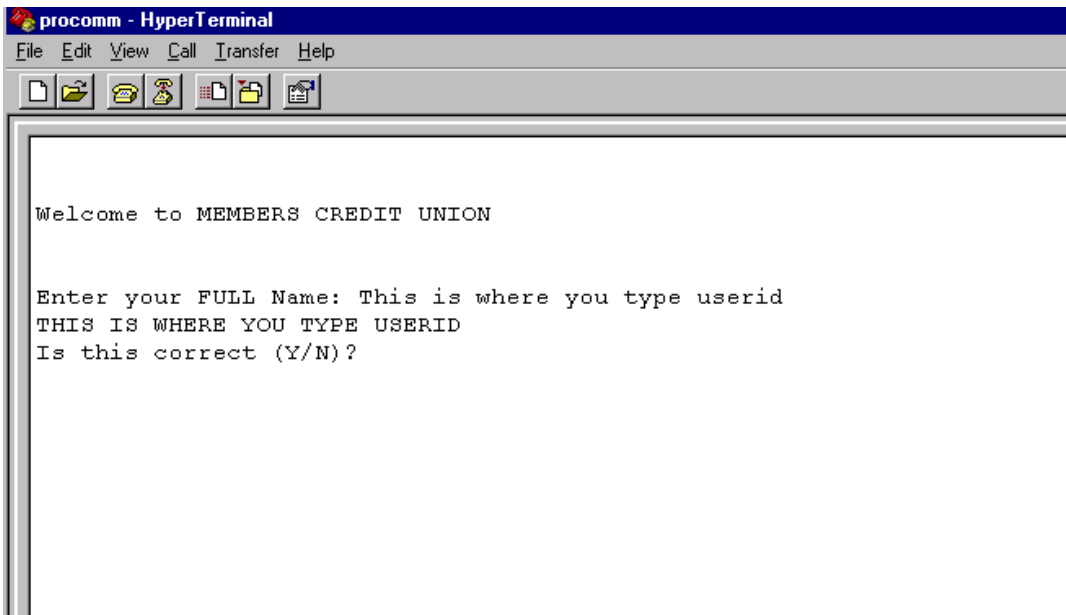 procomm - HyperTerminal
File Edit View Call Transfer Help
Welcome to MEMBERS CREDIT UNION
Enter your FULL Name: This is where you type userid
THIS IS WHERE YOU TYPE USERID
Is this correct (Y/N)?